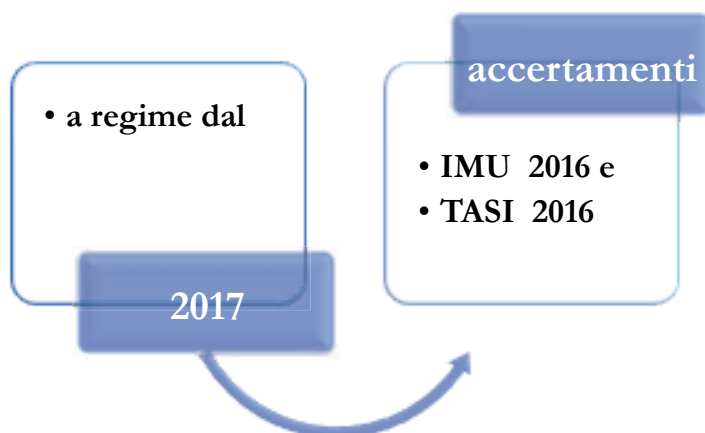 • a regime dal
2017
accertamenti
• IMU 2016 e
• TASI 2016